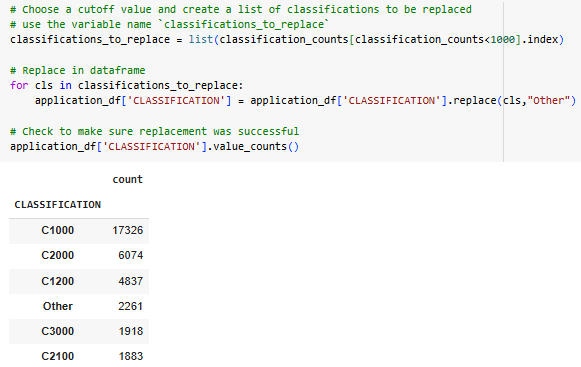 # Choose a cutoff value and create a list of classifications to be replaced
# use the variable name `classifications_to_replace`
classifications_to_replace = list(classification_counts[classification_counts<1000].index)
# Replace in dataframe
for cls in classifications_to_replace:
    application_df['CLASSIFICATION'] = application_df['CLASSIFICATION'].replace(cls,"Other")
# Check to make sure replacement was successful
application_df['CLASSIFICATION'].value_counts()
count
CLASSIFICATION
C1000 17326
C2000 6074
C1200 4837
Other 2261
C3000 1918
C2100 1883